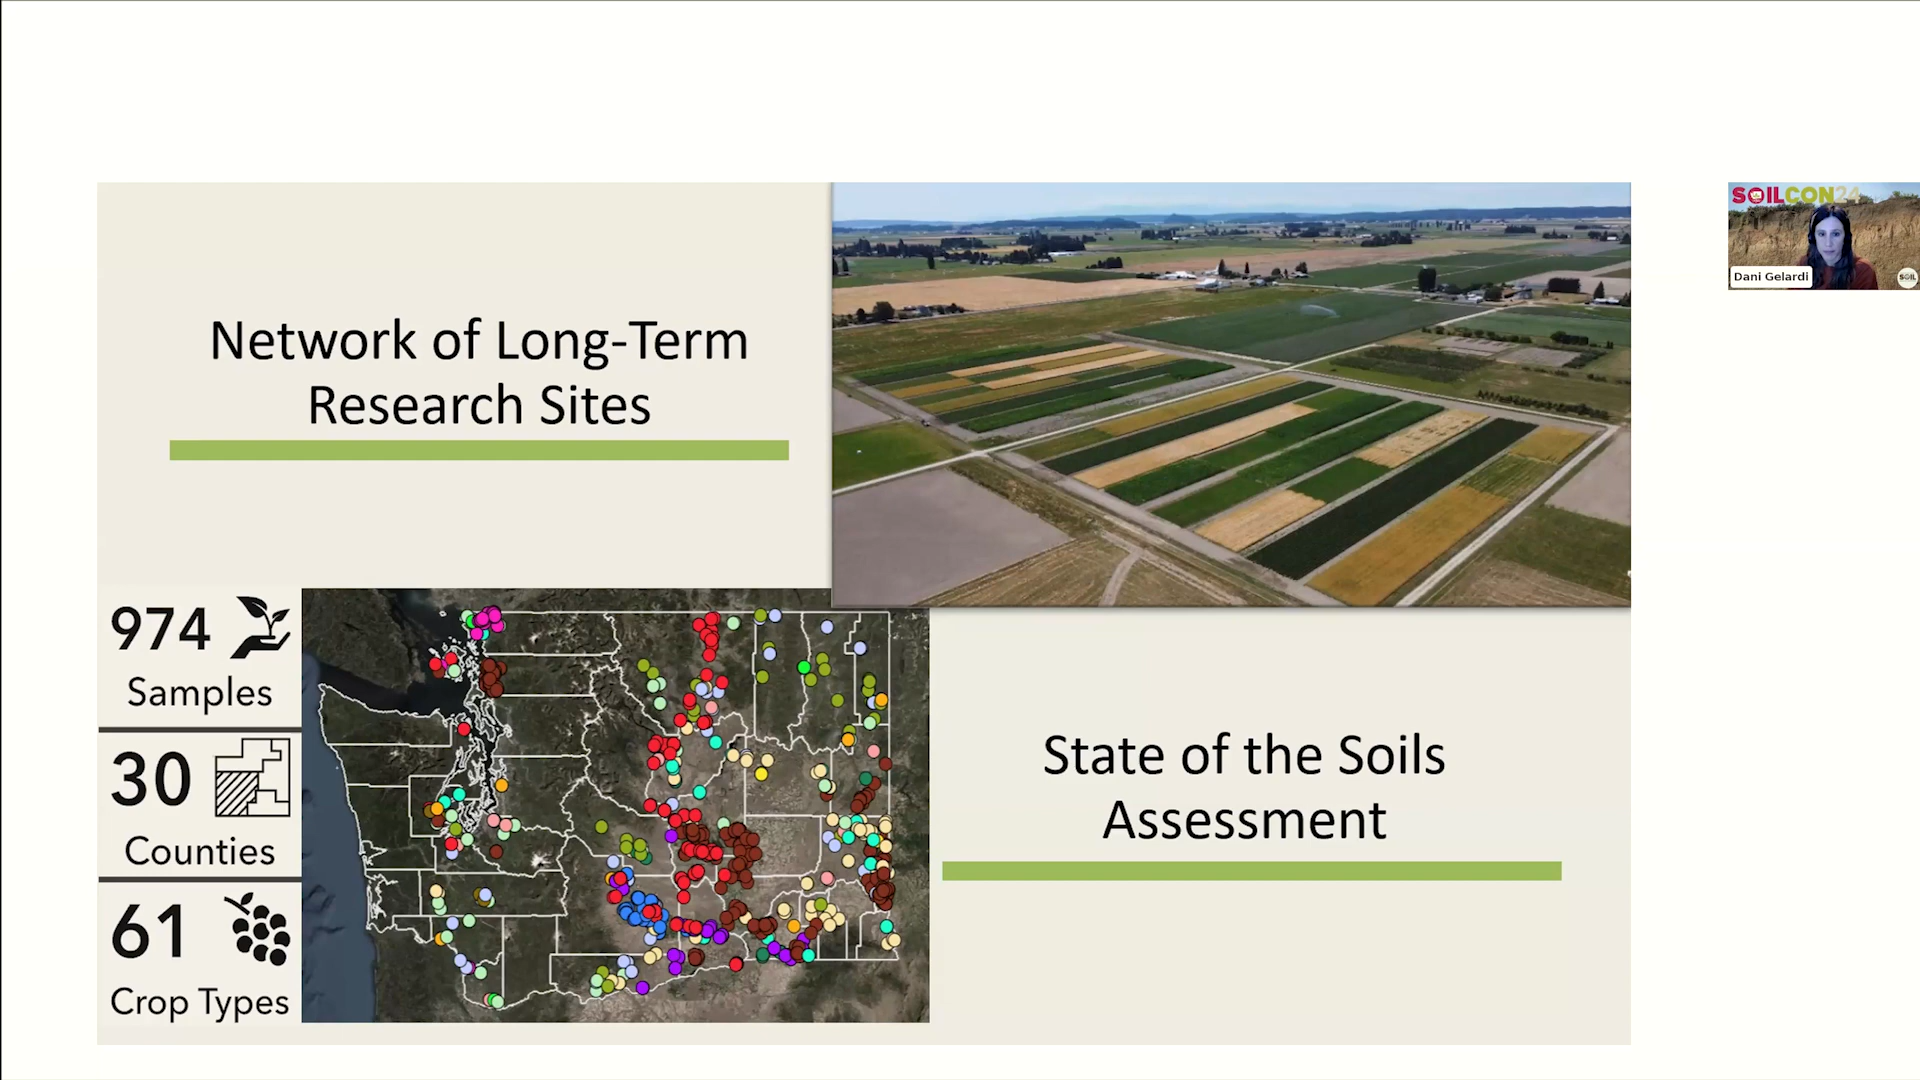 Network of Long-Term
Research Sites
SOILCON24
Dani Gelardi
SOIL
974
Samples
30
Counties
61
Crop Types
State of the Soils
Assessment